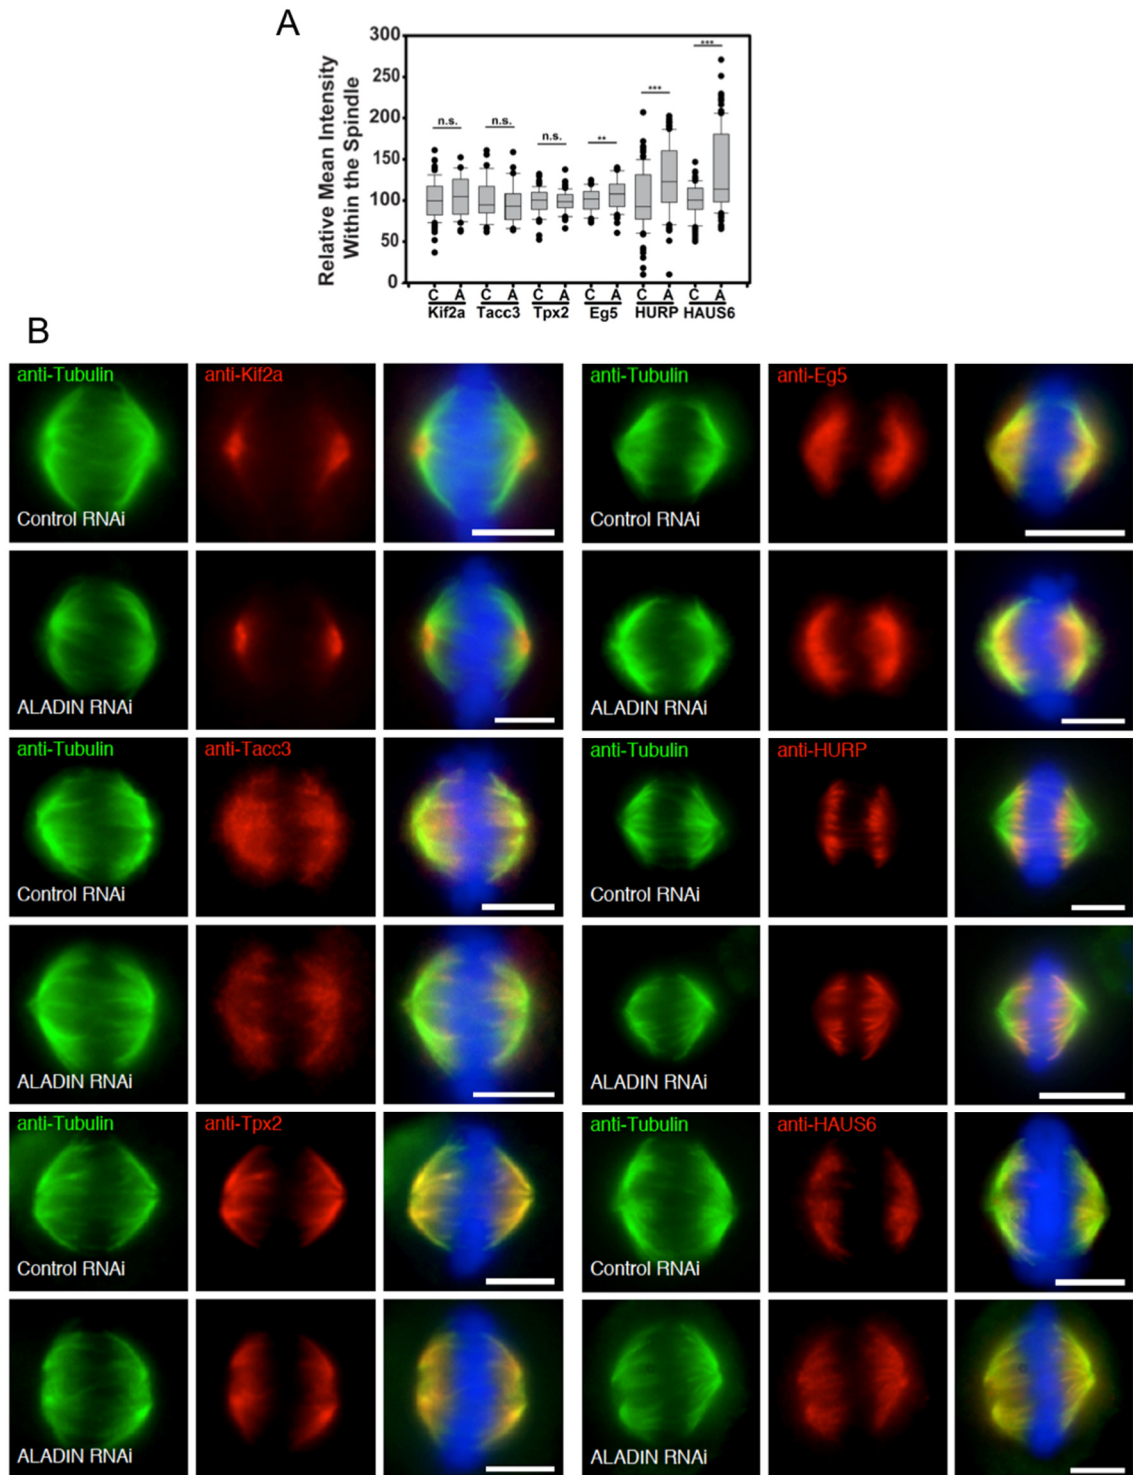 A
Relative Mean Intensity
Within the Spindle
300
250
200
150
100
50
0
n.s.
n.s.
n.s.
**
***
***
C A C A C A C A C A C A
Kif2a Tacc3 Tpx2 Eg5 HURP HAUS6
B
anti-Tubulin anti-Kif2a anti-Tubulin anti-Eg5
Control RNAi Control RNAi
ALADIN RNAi ALADIN RNAi
anti-Tubulin anti-Tacc3 anti-Tubulin anti-HURP
Control RNAi Control RNAi
ALADIN RNAi ALADIN RNAi
anti-Tubulin anti-Tpx2 anti-Tubulin anti-HAUS6
Control RNAi Control RNAi
ALADIN RNAi ALADIN RNAi